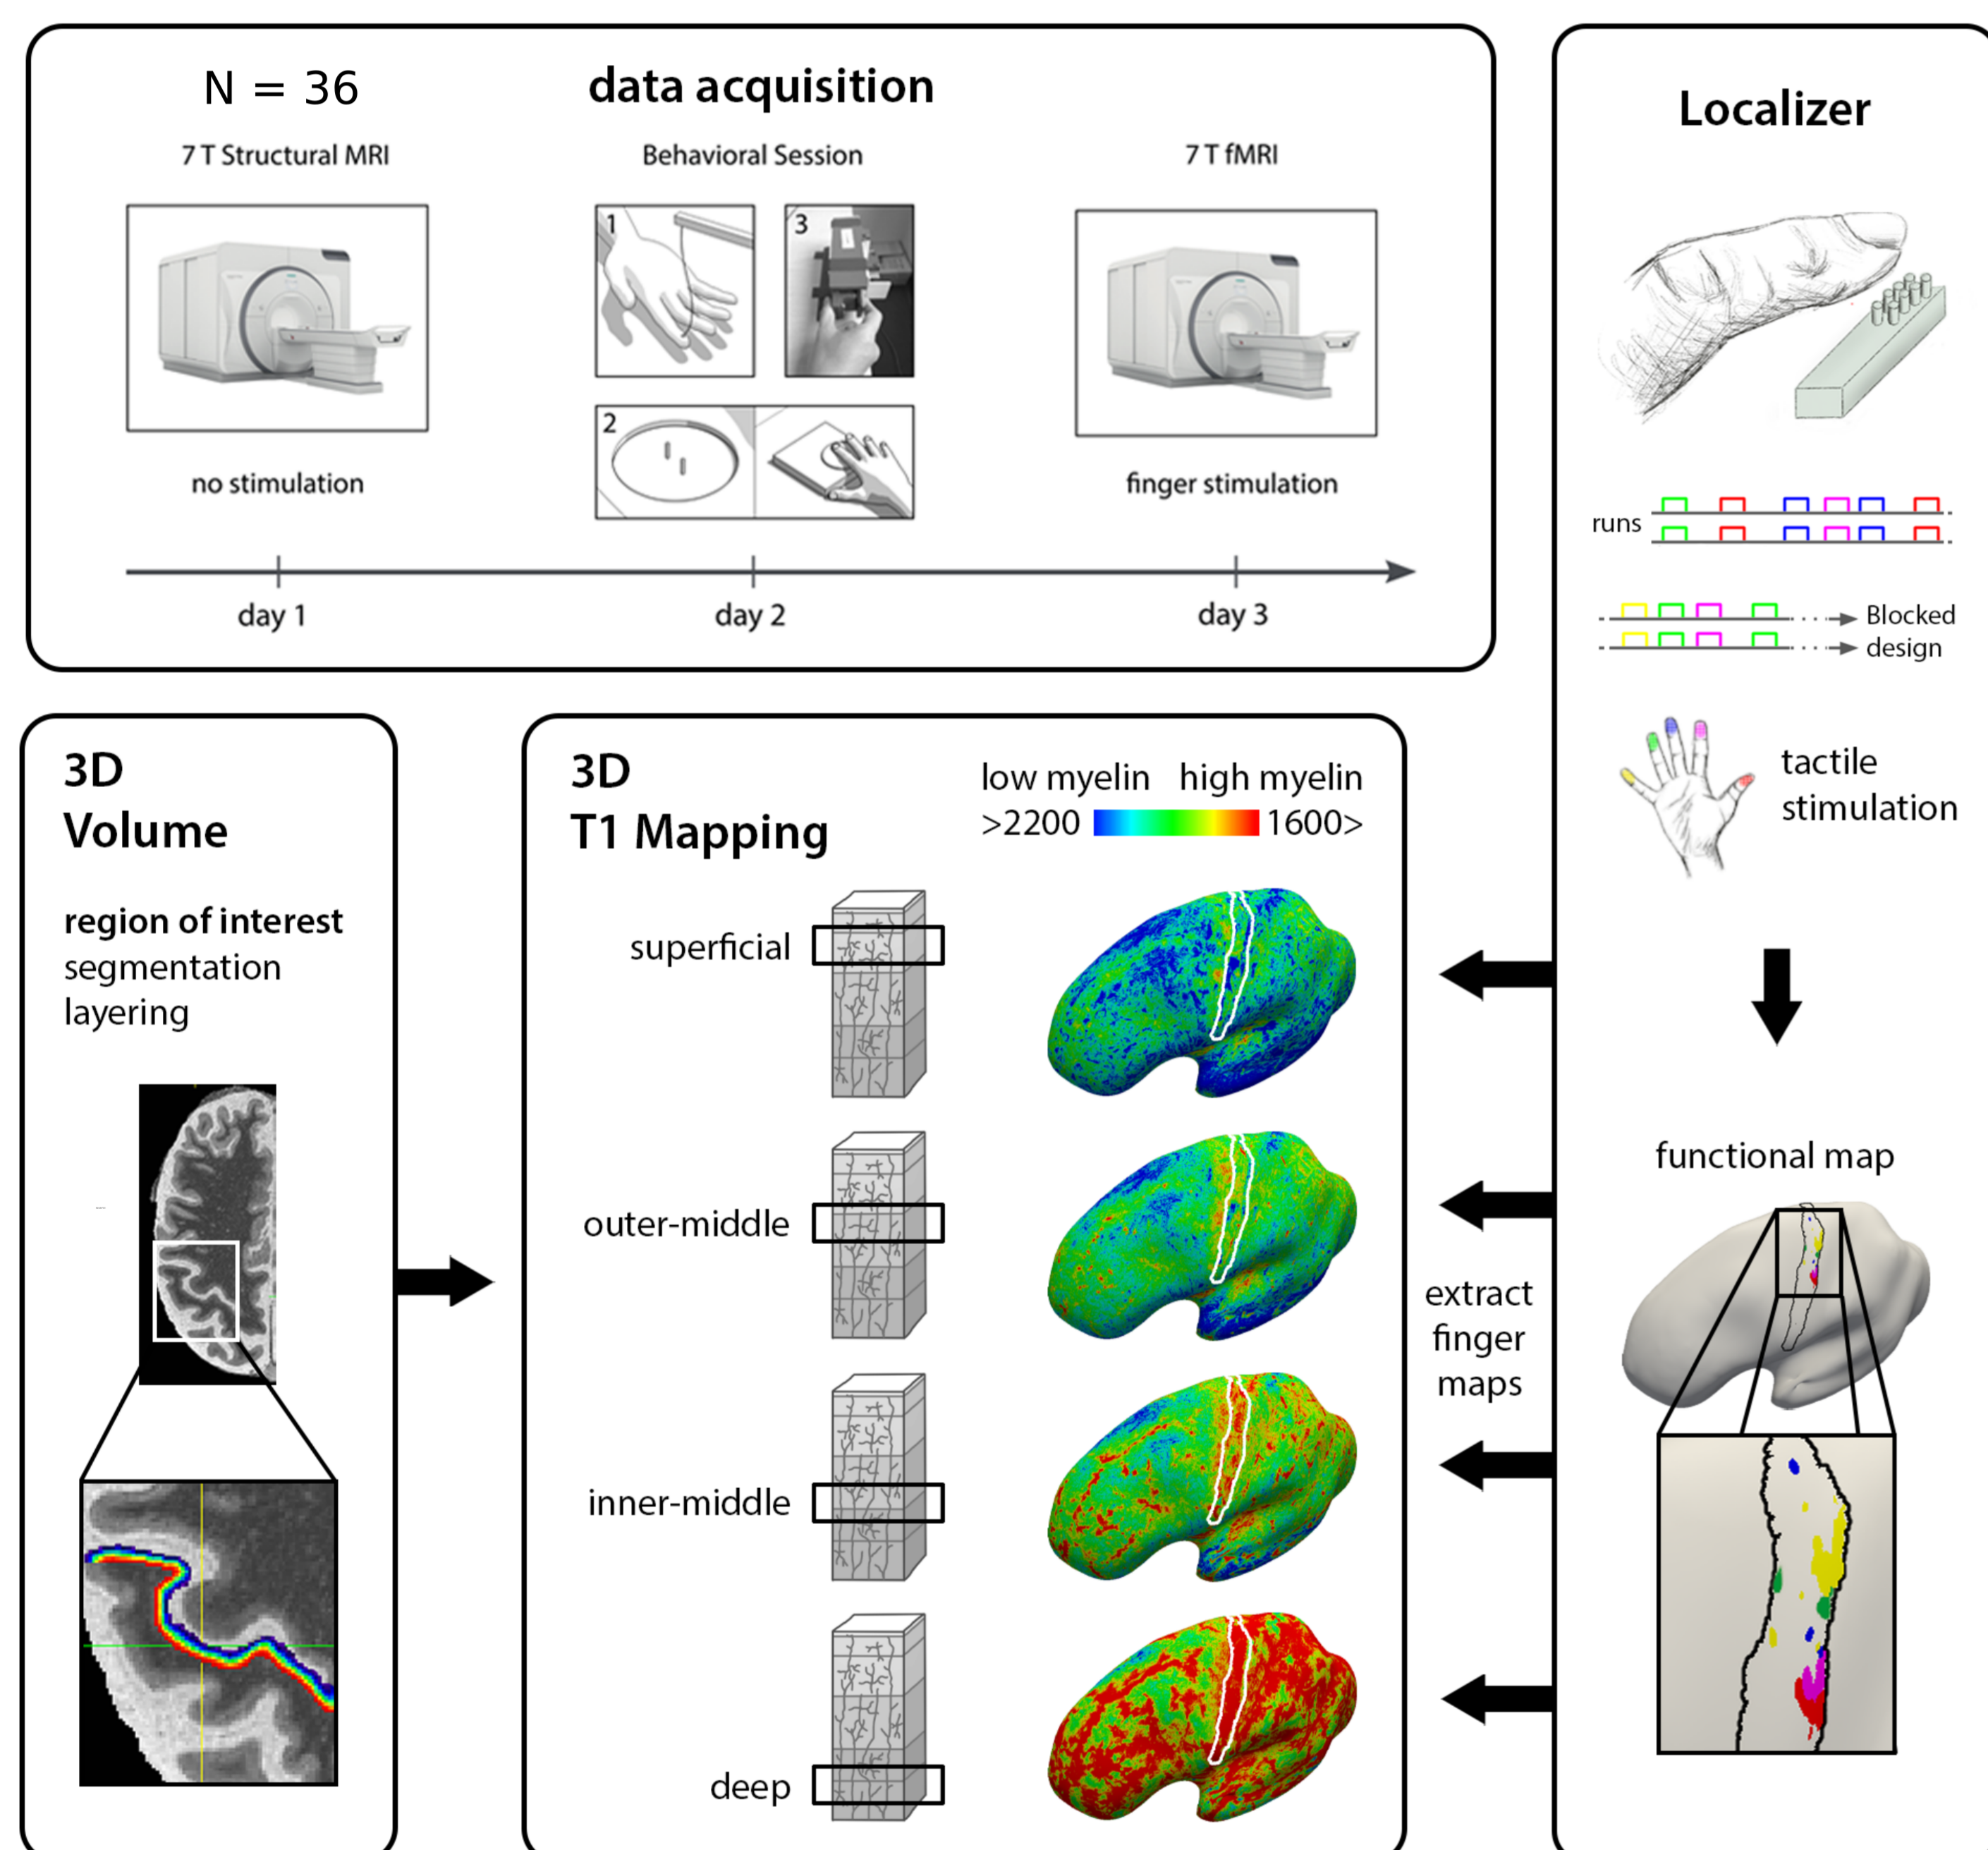 N = 36
data acquisition
7 T Structural MRI
Behavioral Session
7 T fMRI
1
3
2
no stimulation
finger stimulation
day 1
day 2
day 3
Localizer
runs
Blocked
design
tactile
stimulation
functional map
3D
Volume
region of interest
segmentation
layering
3D
T1 Mapping
low myelin high myelin
>2200 1600>
superficial
outer-middle
inner-middle
deep
extract
finger
maps